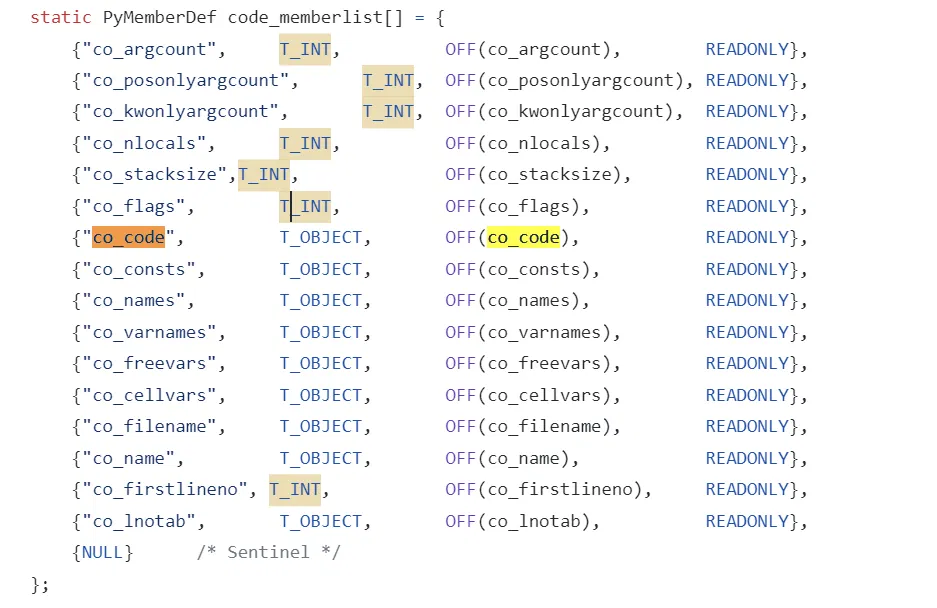 static PyMemberDef code_memberlist[] = {
{"co_argcount", T_INT, OFF(co_argcount), READONLY},
{"co_posonlyargcount", T_INT, OFF(co_posonlyargcount), READONLY},
{"co_kwonlyargcount", T_INT, OFF(co_kwonlyargcount), READONLY},
{"co_nlocals", T_INT, OFF(co_nlocals), READONLY},
{"co_stacksize",T_INT, OFF(co_stacksize), READONLY},
{"co_flags", T_INT, OFF(co_flags), READONLY},
{"co_code", T_OBJECT, OFF(co_code), READONLY},
{"co_consts", T_OBJECT, OFF(co_consts), READONLY},
{"co_names", T_OBJECT, OFF(co_names), READONLY},
{"co_varnames", T_OBJECT, OFF(co_varnames), READONLY},
{"co_freevars", T_OBJECT, OFF(co_freevars), READONLY},
{"co_cellvars", T_OBJECT, OFF(co_cellvars), READONLY},
{"co_filename", T_OBJECT, OFF(co_filename), READONLY},
{"co_name", T_OBJECT, OFF(co_name), READONLY},
{"co_firstlineno", T_INT, OFF(co_firstlineno), READONLY},
{"co_lnotab", T_OBJECT, OFF(co_lnotab), READONLY},
{NULL} /* Sentinel */
};